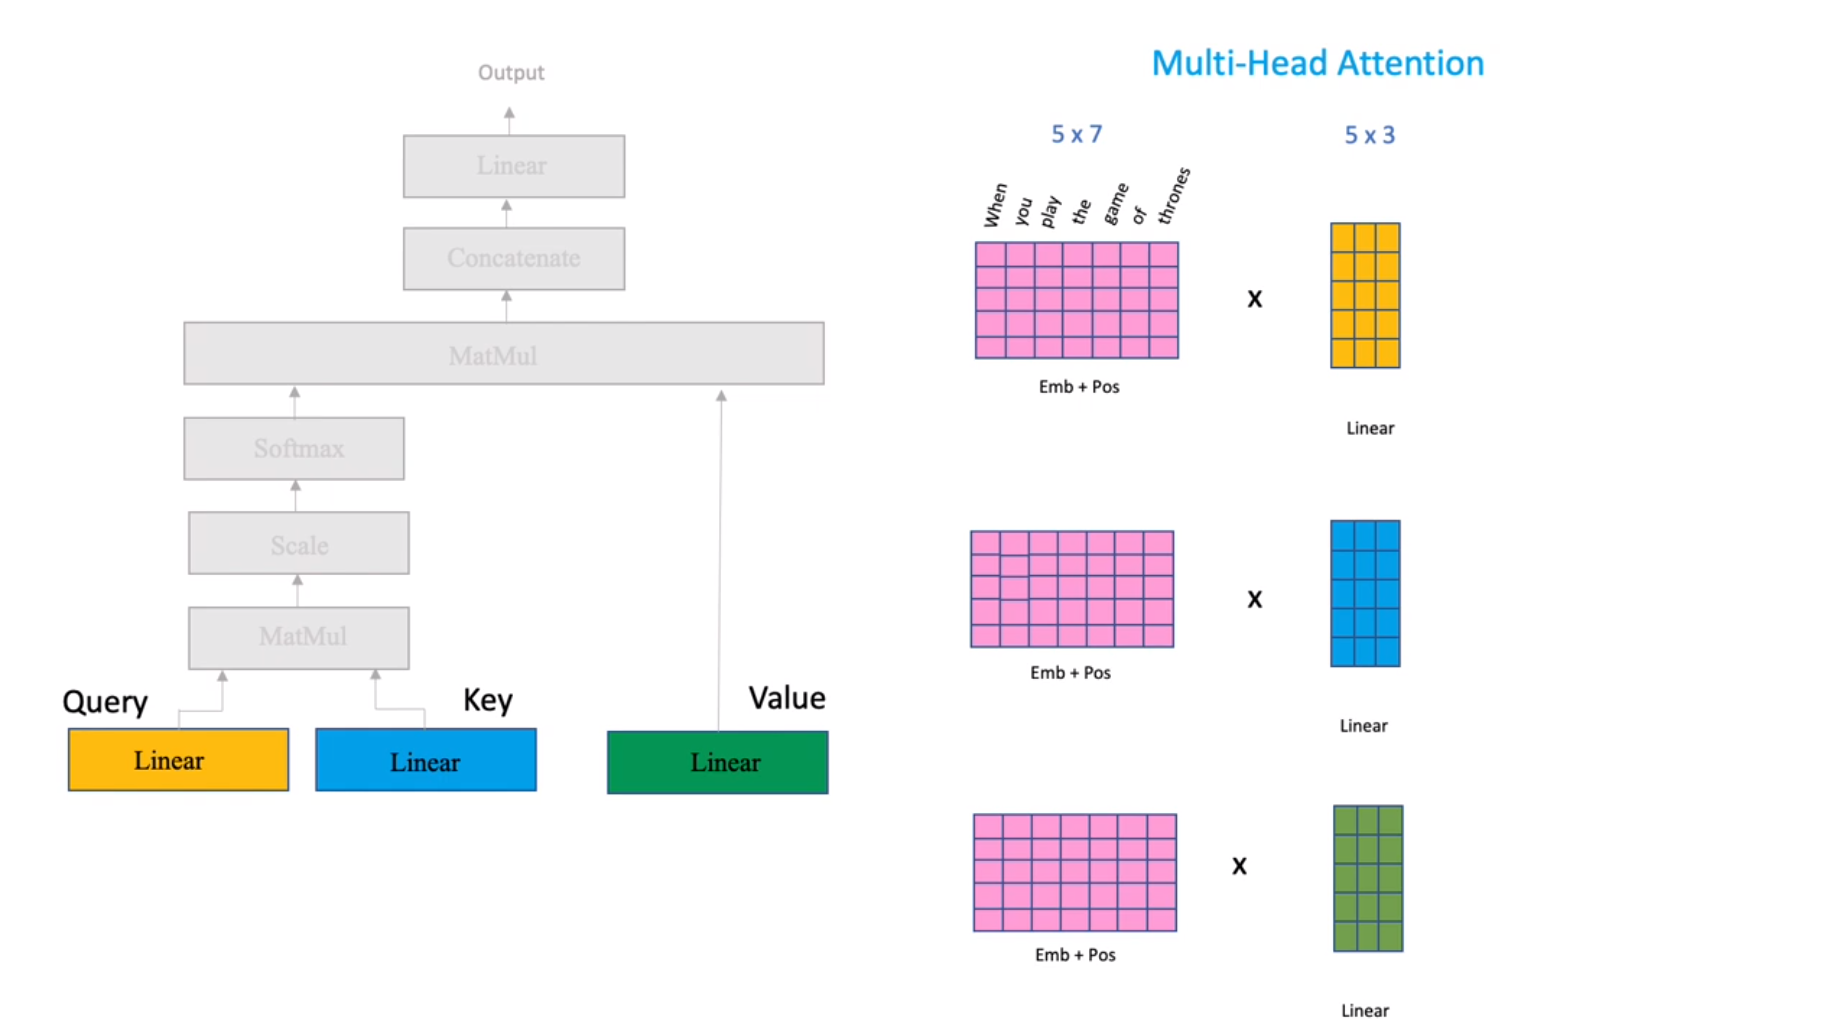 Output
Linear
Concatenate
MatMul
Softmax
Scale
MatMul
Query
Key
Value
Linear
Linear
Linear
Multi-Head Attention
5 x 7
5 x 3
When
you
play
the
game
of
thrones
X
Emb + Pos
Linear
X
Emb + Pos
Linear
X
Emb + Pos
Linear